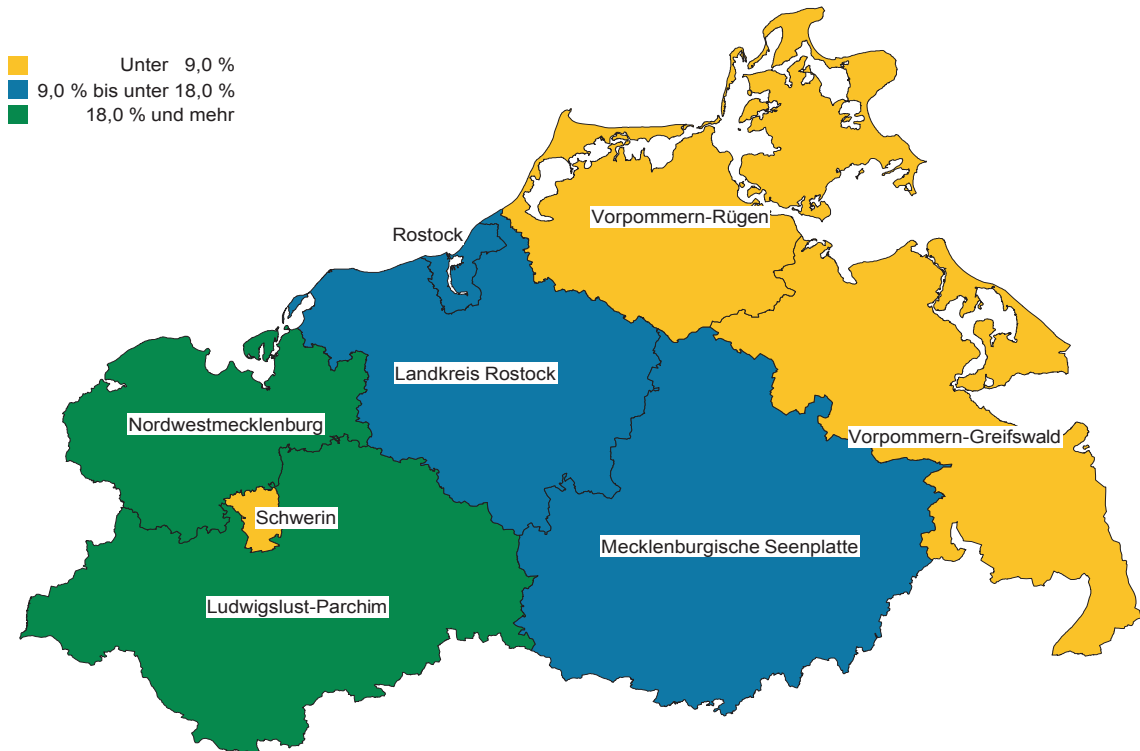 Unter 9,0 %
9,0 % bis unter 18,0 %
18,0 % und mehr
Vorpommern-Rügen
Rostock
Landkreis Rostock
Nordwestmecklenburg
Vorpommern-Greifswald
Schwerin
Mecklenburgische Seenplatte
Ludwigslust-Parchim